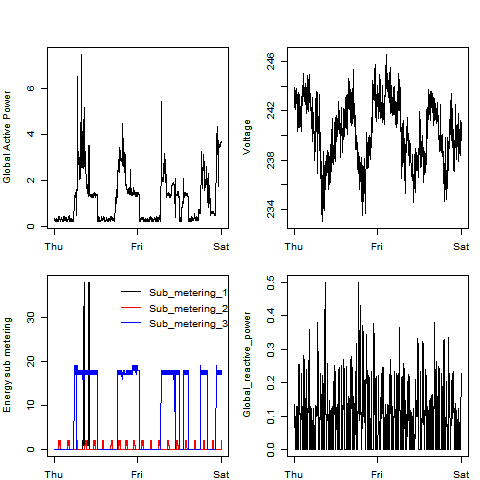 Global Active Power
6
4
2
0
Thu Fri Sat
Voltage
246
242
238
234
Thu Fri Sat
Energy sub metering
30
20
10
0
Sub_metering_1
Sub_metering_2
Sub_metering_3
Thu Fri Sat
Global_reactive_power
0.5
0.4
0.3
0.2
0.1
0.0
Thu Fri Sat